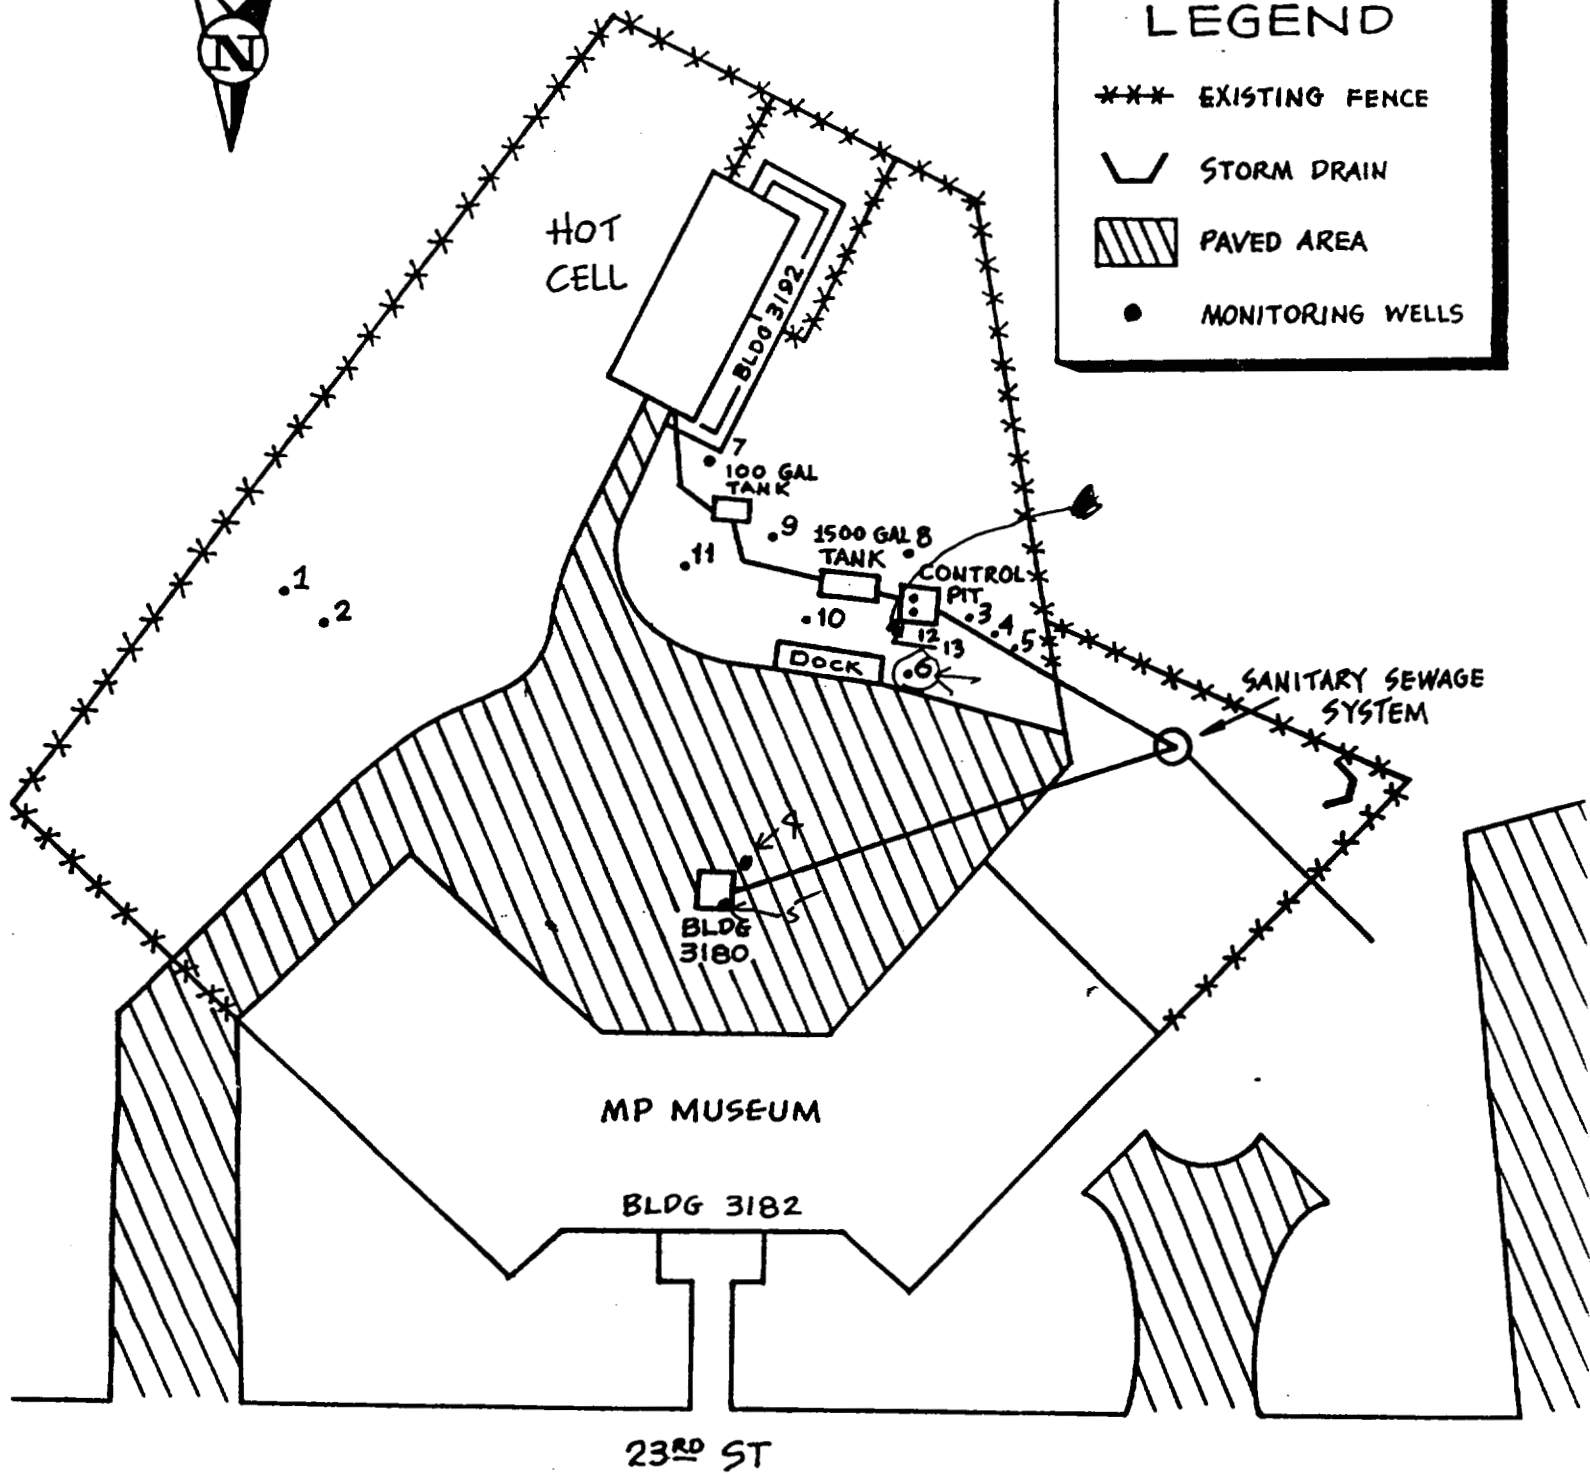 N
LEGEND
EXISTING FENCE
STORM DRAIN
PAVED AREA
MONITORING WELLS
HOT
CELL
BLDG 3192
7
100 GAL
TANK
9
1500 GAL
TANK
8
11
CONTROL
PIT
1
2
10
3
4
5
12
13
DOCK
6
SANITARY SEWAGE
SYSTEM
4
5
BLDG
3180
MP MUSEUM
BLDG 3182
23RD ST